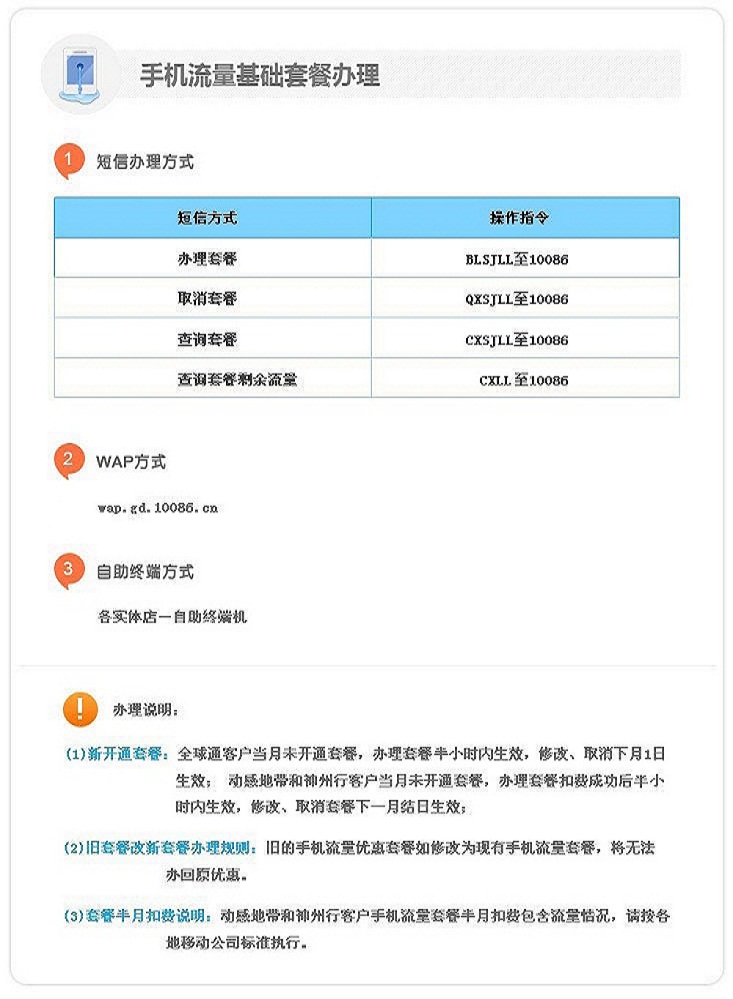 手机流量基础套餐办理
1 短信办理方式
短信方式 操作指令
办理套餐 BLSJLL至10086
取消套餐 QXSJLL至10086
查询套餐 CXSJLL至10086
查询套餐剩余流量 CXLL 至10086
2 WAP方式
wap.gd.10086.cn
3 自助终端方式
各实体店—自助终端机
! 办理说明：
(1)新开通套餐：全球通客户当月未开通套餐，办理套餐半小时内生效，修改、取消下月1日
生效； 动感地带和神州行客户当月未开通套餐，办理套餐扣费成功后半小
时内生效，修改、取消套餐下一月结日生效；
(2)旧套餐改新套餐办理规则：旧的手机流量优惠套餐如修改为现有手机流量套餐，将无法
办回原优惠。
(3)套餐半月扣费说明：动感地带和神州行客户手机流量套餐半月扣费包含流量情况，请按各
地移动公司标准执行。